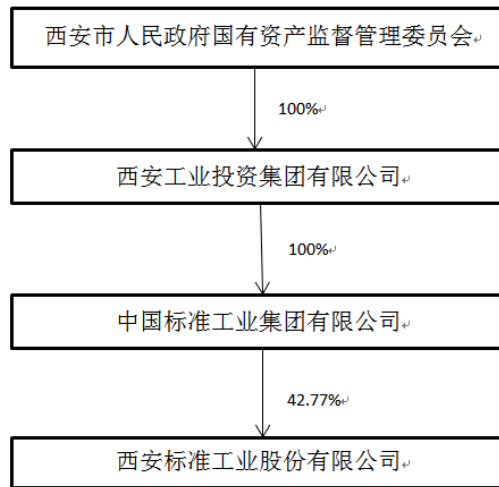 西安市人民政府国有资产监督管理委员会
100%
西安工业投资集团有限公司
100%
中国标准工业集团有限公司
42.77%
西安标准工业股份有限公司